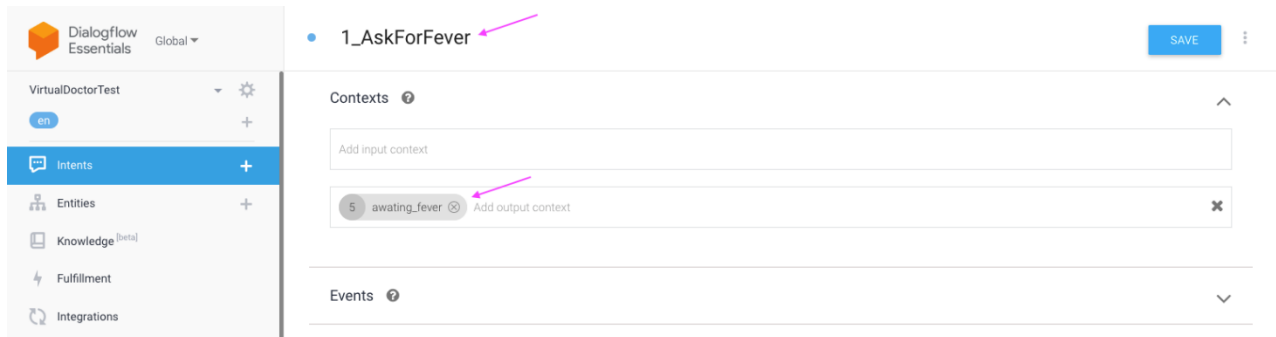 Dialogflow
Essentials
Global
1_AskForFever
SAVE
VirtualDoctorTest
en
Contexts
Add input context
Intents
Entities
5 awating_fever Add output context
Knowledge [beta]
Fulfillment
Events
Integrations